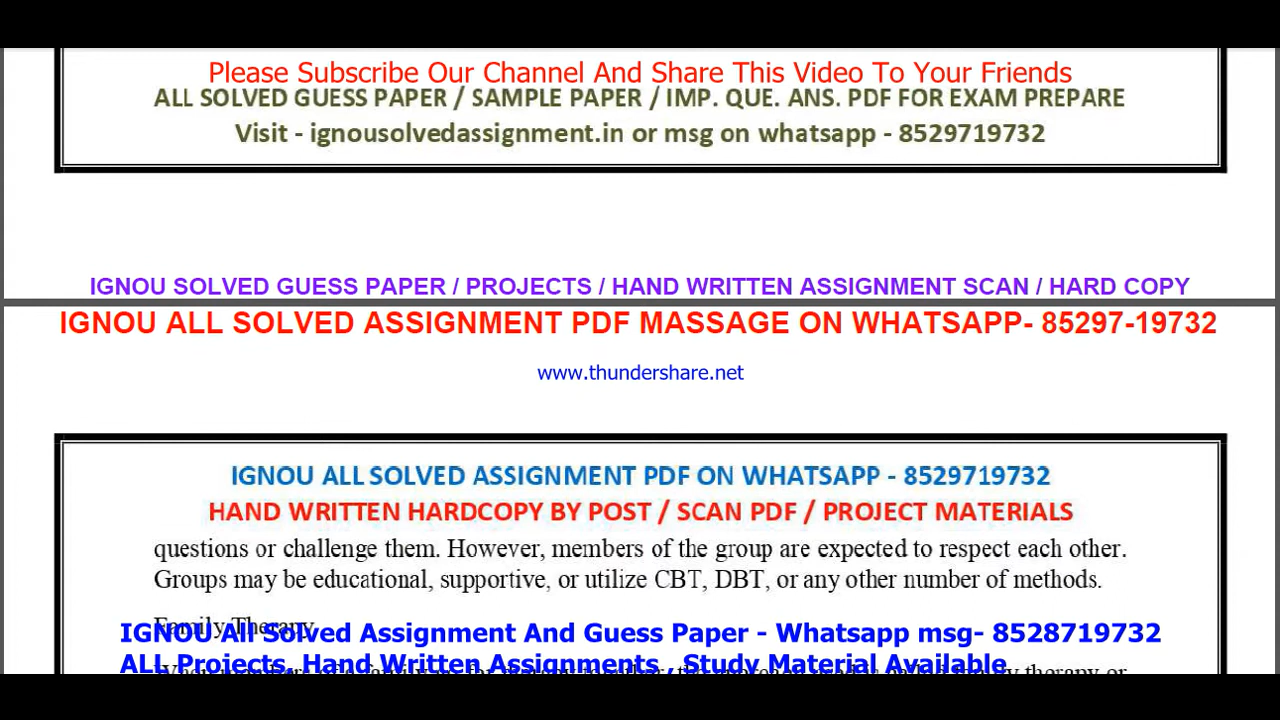 Please Subscribe Our Channel And Share This Video To Your Friends
ALL SOLVED GUESS PAPER / SAMPLE PAPER / IMP. QUE. ANS. PDF FOR EXAM PREPARE
Visit - ignousolvedassignment.in or msg on whatsapp - 8529719732
IGNOU SOLVED GUESS PAPER / PROJECTS / HAND WRITTEN ASSIGNMENT SCAN / HARD COPY
IGNOU ALL SOLVED ASSIGNMENT PDF MASSAGE ON WHATSAPP- 85297-19732
www.thundershare.net
IGNOU ALL SOLVED ASSIGNMENT PDF ON WHATSAPP - 8529719732
HAND WRITTEN HARDCOPY BY POST / SCAN PDF / PROJECT MATERIALS
questions or challenge them. However, members of the group are expected to respect each other.
Groups may be educational, supportive, or utilize CBT, DBT, or any other number of methods.
Family Therapy
IGNOU All Solved Assignment And Guess Paper - Whatsapp msg- 8528719732
ALL Projects, Hand Written Assignments , Study Material Available
therapy or